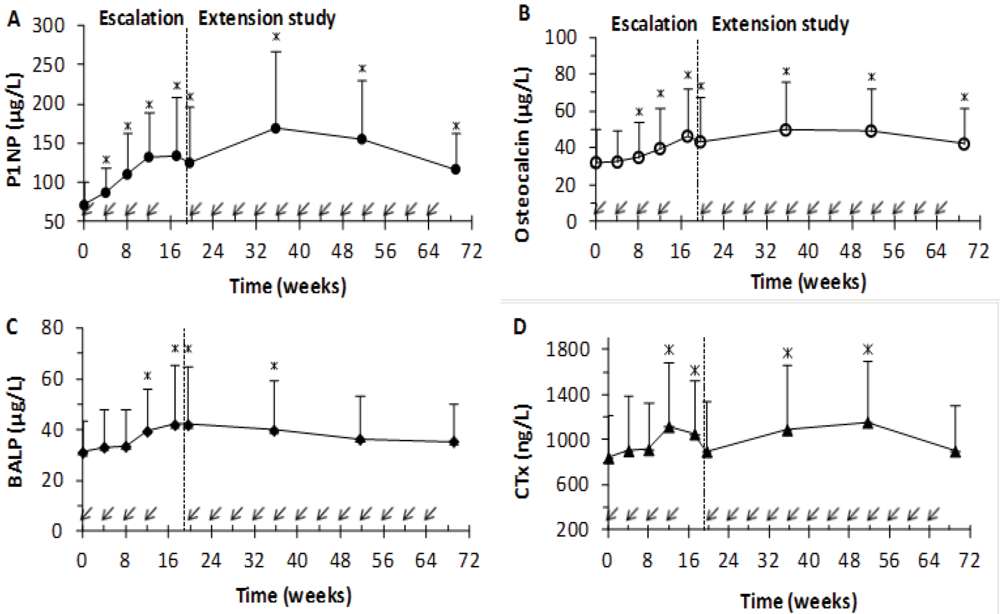 A
Escalation Extension study
P1NP (µg/L)
300
250
200
150
100
50
0 8 16 24 32 40 48 56 64 72
Time (weeks)
B
Escalation Extension study
Osteocalcin (µg/L)
100
80
60
40
20
0
0 8 16 24 32 40 48 56 64 72
Time (weeks)
C
BALP (µg/L)
80
60
40
20
0
0 8 16 24 32 40 48 56 64 72
Time (weeks)
D
CTx (ng/L)
1800
1400
1000
600
200
0 8 16 24 32 40 48 56 64 72
Time (weeks)